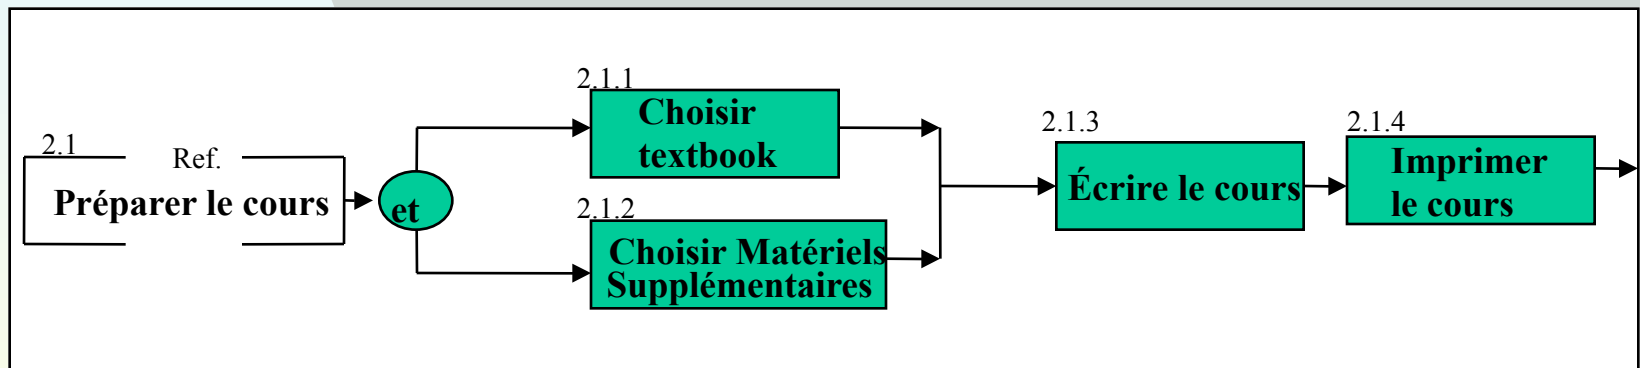 2.1
Ref.
Préparer le cours
et
2.1.1
Choisir
textbook
2.1.2
Choisir Matériels
Supplémentaires
2.1.3
Écrire le cours
2.1.4
Imprimer
le cours